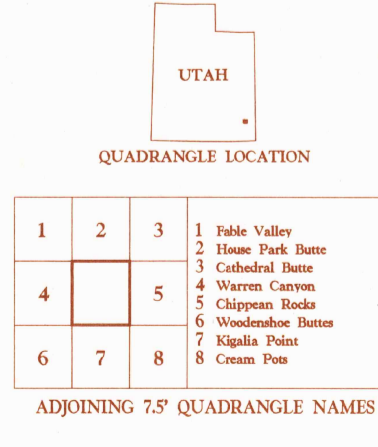 UTAH
QUADRANGLE LOCATION
1 2 3
4 5
6 7 8
1 Fable Valley
2 House Park Butte
3 Cathedral Butte
4 Warren Canyon
5 Chippean Rocks
6 Woodenshoe Buttes
7 Kigalia Point
8 Cream Pots
ADJOINING 7.5' QUADRANGLE NAMES